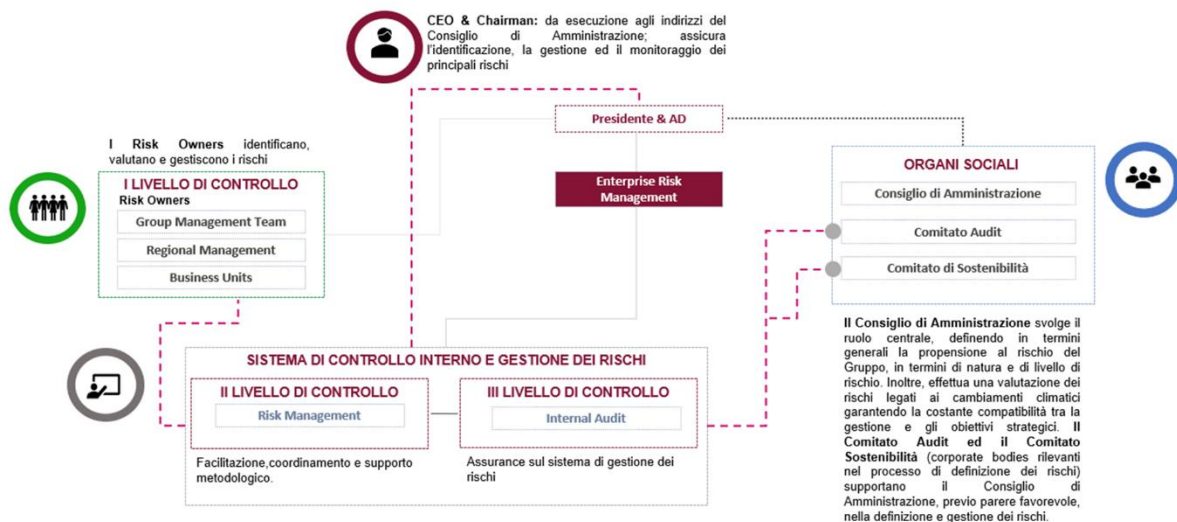 CEO & Chairman: da esecuzione agli indirizzi del
Consiglio di Amministrazione; assicura
l'identificazione, la gestione ed il monitoraggio dei
principali rischi
Presidente & AD
I Risk Owners identificano,
valutano e gestiscono i rischi
I LIVELLO DI CONTROLLO
Risk Owners
Group Management Team
Regional Management
Business Units
Enterprise Risk
Management
ORGANI SOCIALI
Consiglio di Amministrazione
Comitato Audit
Comitato di Sostenibilità
SISTEMA DI CONTROLLO INTERNO E GESTIONE DEI RISCHI
II LIVELLO DI CONTROLLO
Risk Management
Facilitazione,coordinamento e supporto
metodologico.
III LIVELLO DI CONTROLLO
Internal Audit
Assurance sul sistema di gestione dei
rischi
Il Consiglio di Amministrazione svolge il
ruolo centrale, definendo in termini
generali la propensione al rischio del
Gruppo, in termini di natura e di livello di
rischio. Inoltre, effettua una valutazione dei
rischi legati ai cambiamenti climatici
garantendo la costante compatibilità tra la
gestione e gli obiettivi strategici. Il
Comitato Audit ed il Comitato
Sostenibilità (corporate bodies rilevanti
nel processo di definizione dei rischi)
supportano il Consiglio di
Amministrazione, previo parere favorevole,
nella definizione e gestione dei rischi.